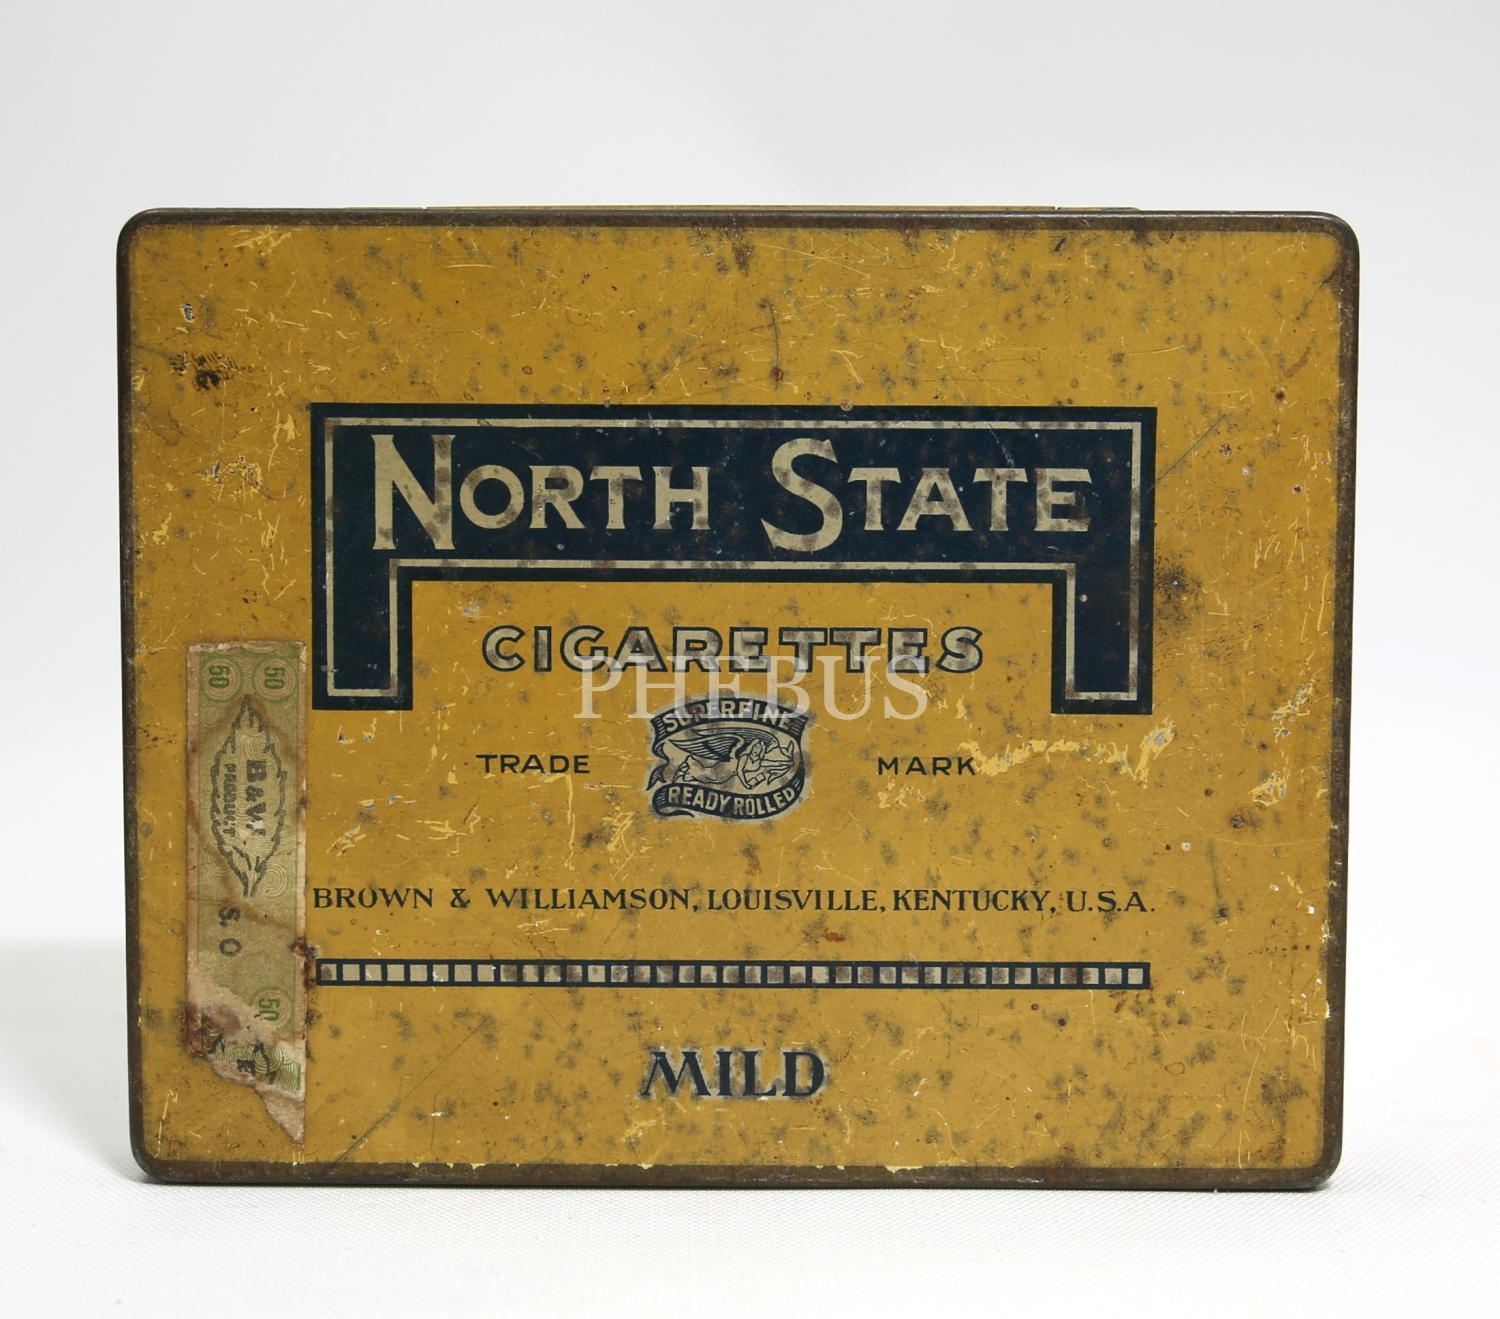 NORTH STATE
CIGARETTES
PHEBUS
SUPERFINE
TRADE MARK
READY ROLLED
BROWN & WILLIAMSON, LOUISVILLE, KENTUCKY, U.S.A.
MILD
50 50
B & W.
S. O
50